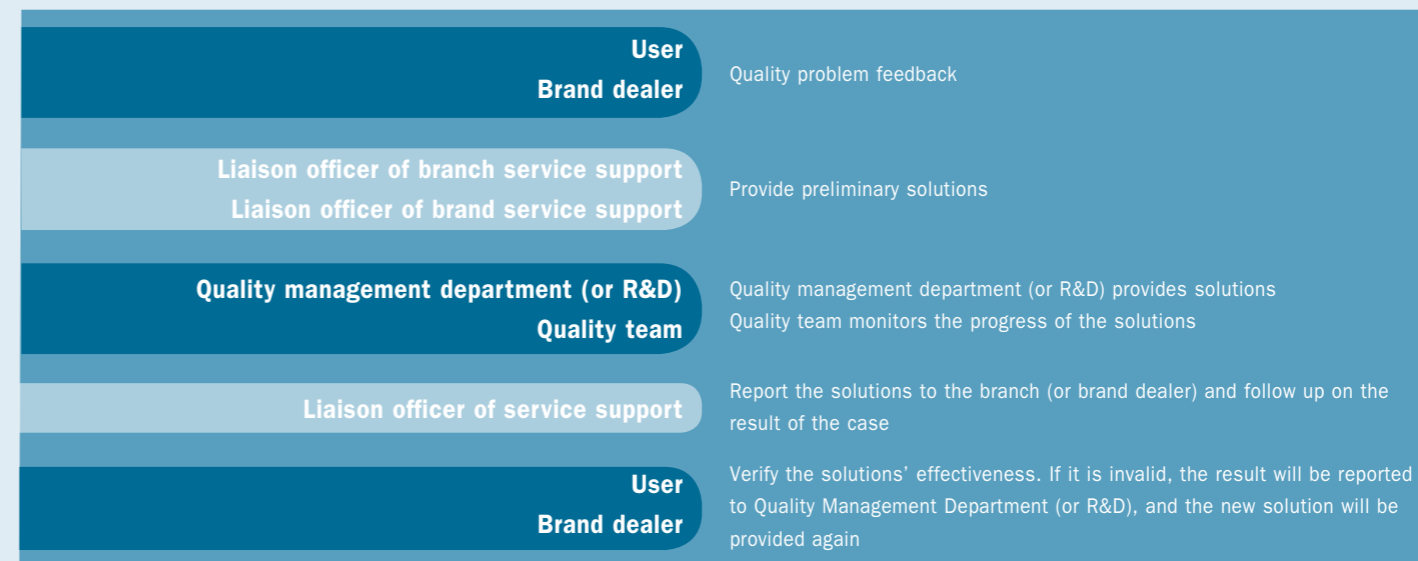 User
Brand dealer
Quality problem feedback
Liaison officer of branch service support
Liaison officer of brand service support
Provide preliminary solutions
Quality management department (or R&D)
Quality team
Quality management department (or R&D) provides solutions
Quality team monitors the progress of the solutions
Liaison officer of service support
Report the solutions to the branch (or brand dealer) and follow up on the
result of the case
User
Brand dealer
Verify the solutions’ effectiveness. If it is invalid, the result will be reported
to Quality Management Department (or R&D), and the new solution will be
provided again